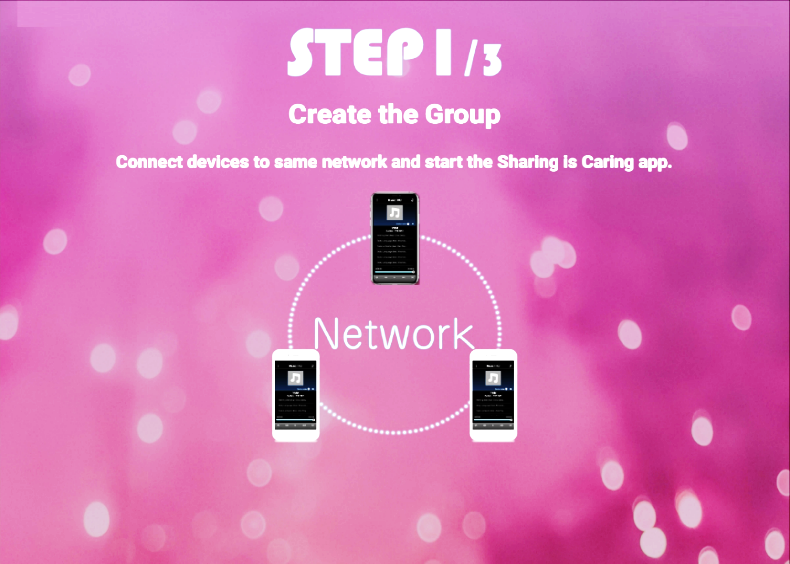 STEP 1/3
Create the Group
Connect devices to same network and start the Sharing is Caring app.
Network